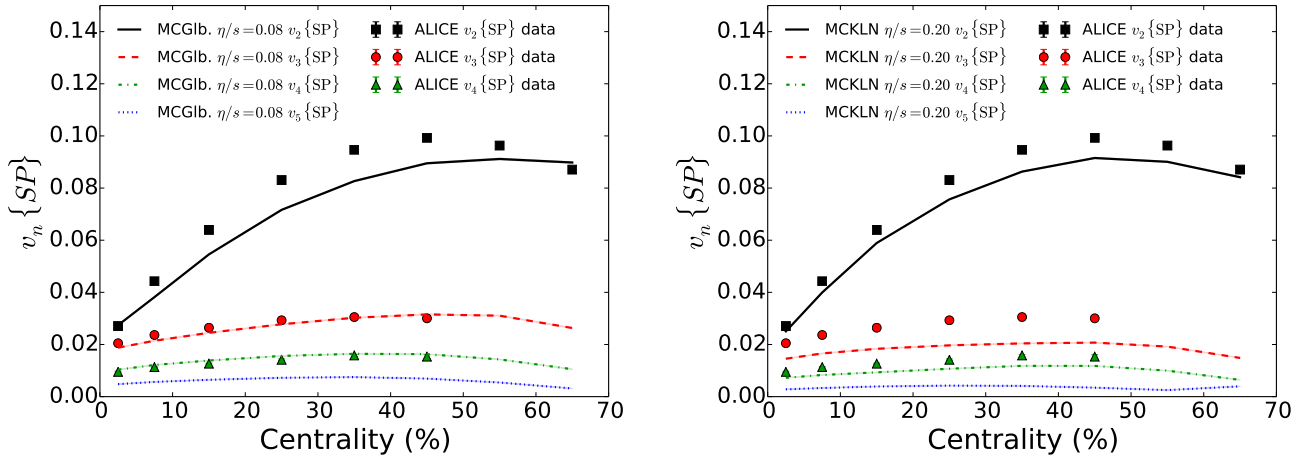 0.14
0.12
0.10
0.08
0.06
0.04
0.02
0.00
v_n{SP}
MCGlb. η/s=0.08 v_2{SP}
MCGlb. η/s=0.08 v_3{SP}
MCGlb. η/s=0.08 v_4{SP}
MCGlb. η/s=0.08 v_5{SP}
ALICE v_2{SP} data
ALICE v_3{SP} data
ALICE v_4{SP} data
0 10 20 30 40 50 60 70
Centrality (%)
0.14
0.12
0.10
0.08
0.06
0.04
0.02
0.00
v_n{SP}
MCKLN η/s=0.20 v_2{SP}
MCKLN η/s=0.20 v_3{SP}
MCKLN η/s=0.20 v_4{SP}
MCKLN η/s=0.20 v_5{SP}
ALICE v_2{SP} data
ALICE v_3{SP} data
ALICE v_4{SP} data
0 10 20 30 40 50 60 70
Centrality (%)